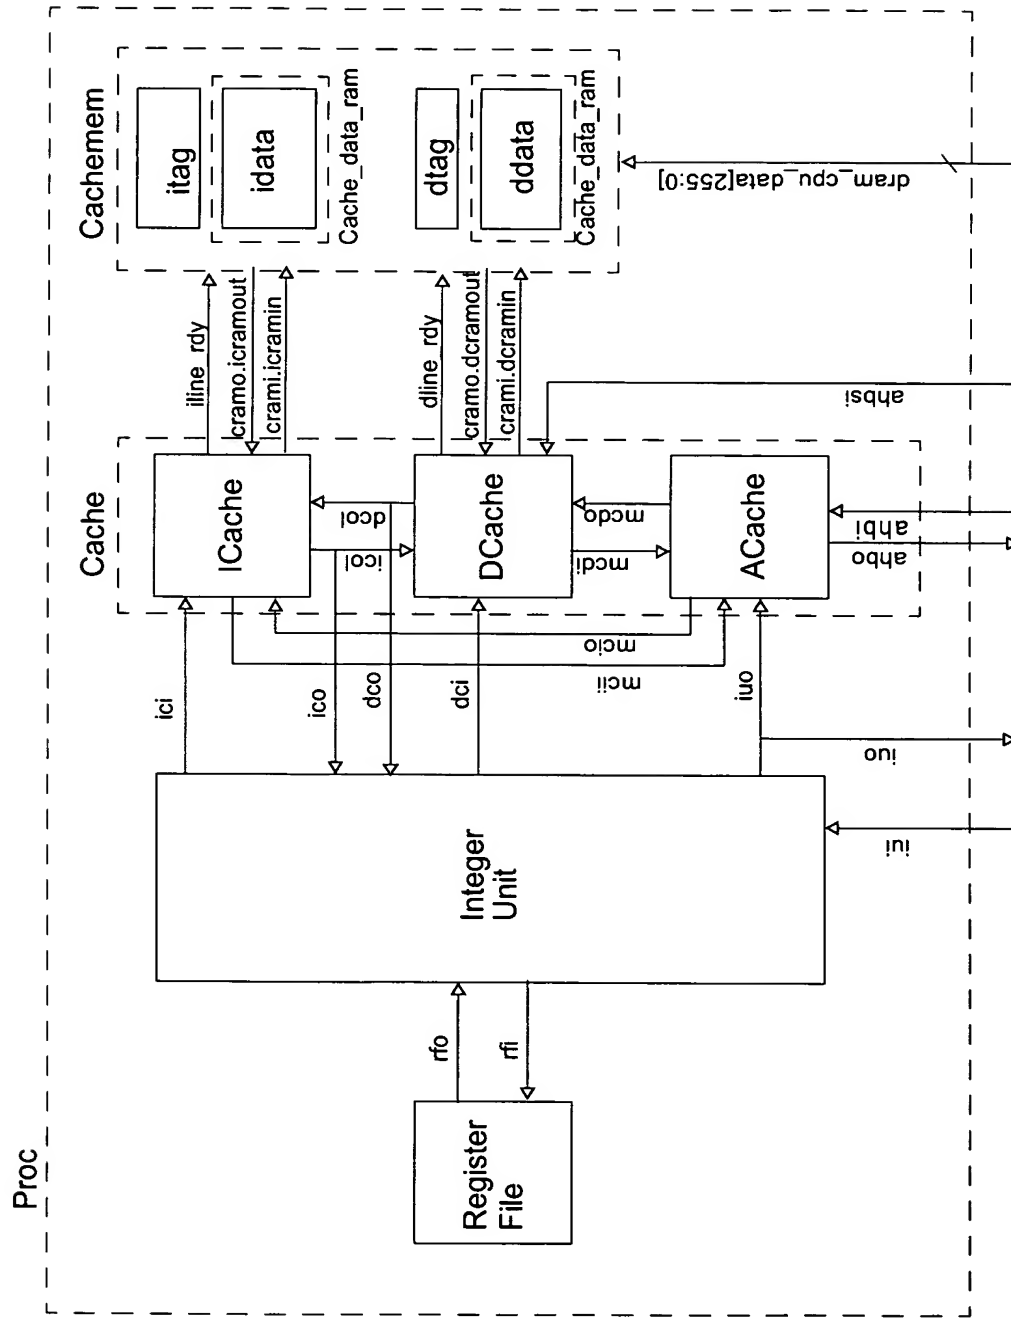 Proc
Cachemem
itag
idata
Cache_data_ram
dtag
ddata
Cache_data_ram
dram_cpu_data[255:0]
iline_rdy
cramo.icramout
crami.icramin
dline_rdy
cramo.dcramout
crami.dcramin
ahbsi
Cache
ICache
dcol
icol
DCache
mcdo
mcdi
ACache
ahbi
ahbo
mcio
mcii
ici
ico
dco
dci
iuo
iuo
iui
Integer
Unit
rfo
rfi
Register
File